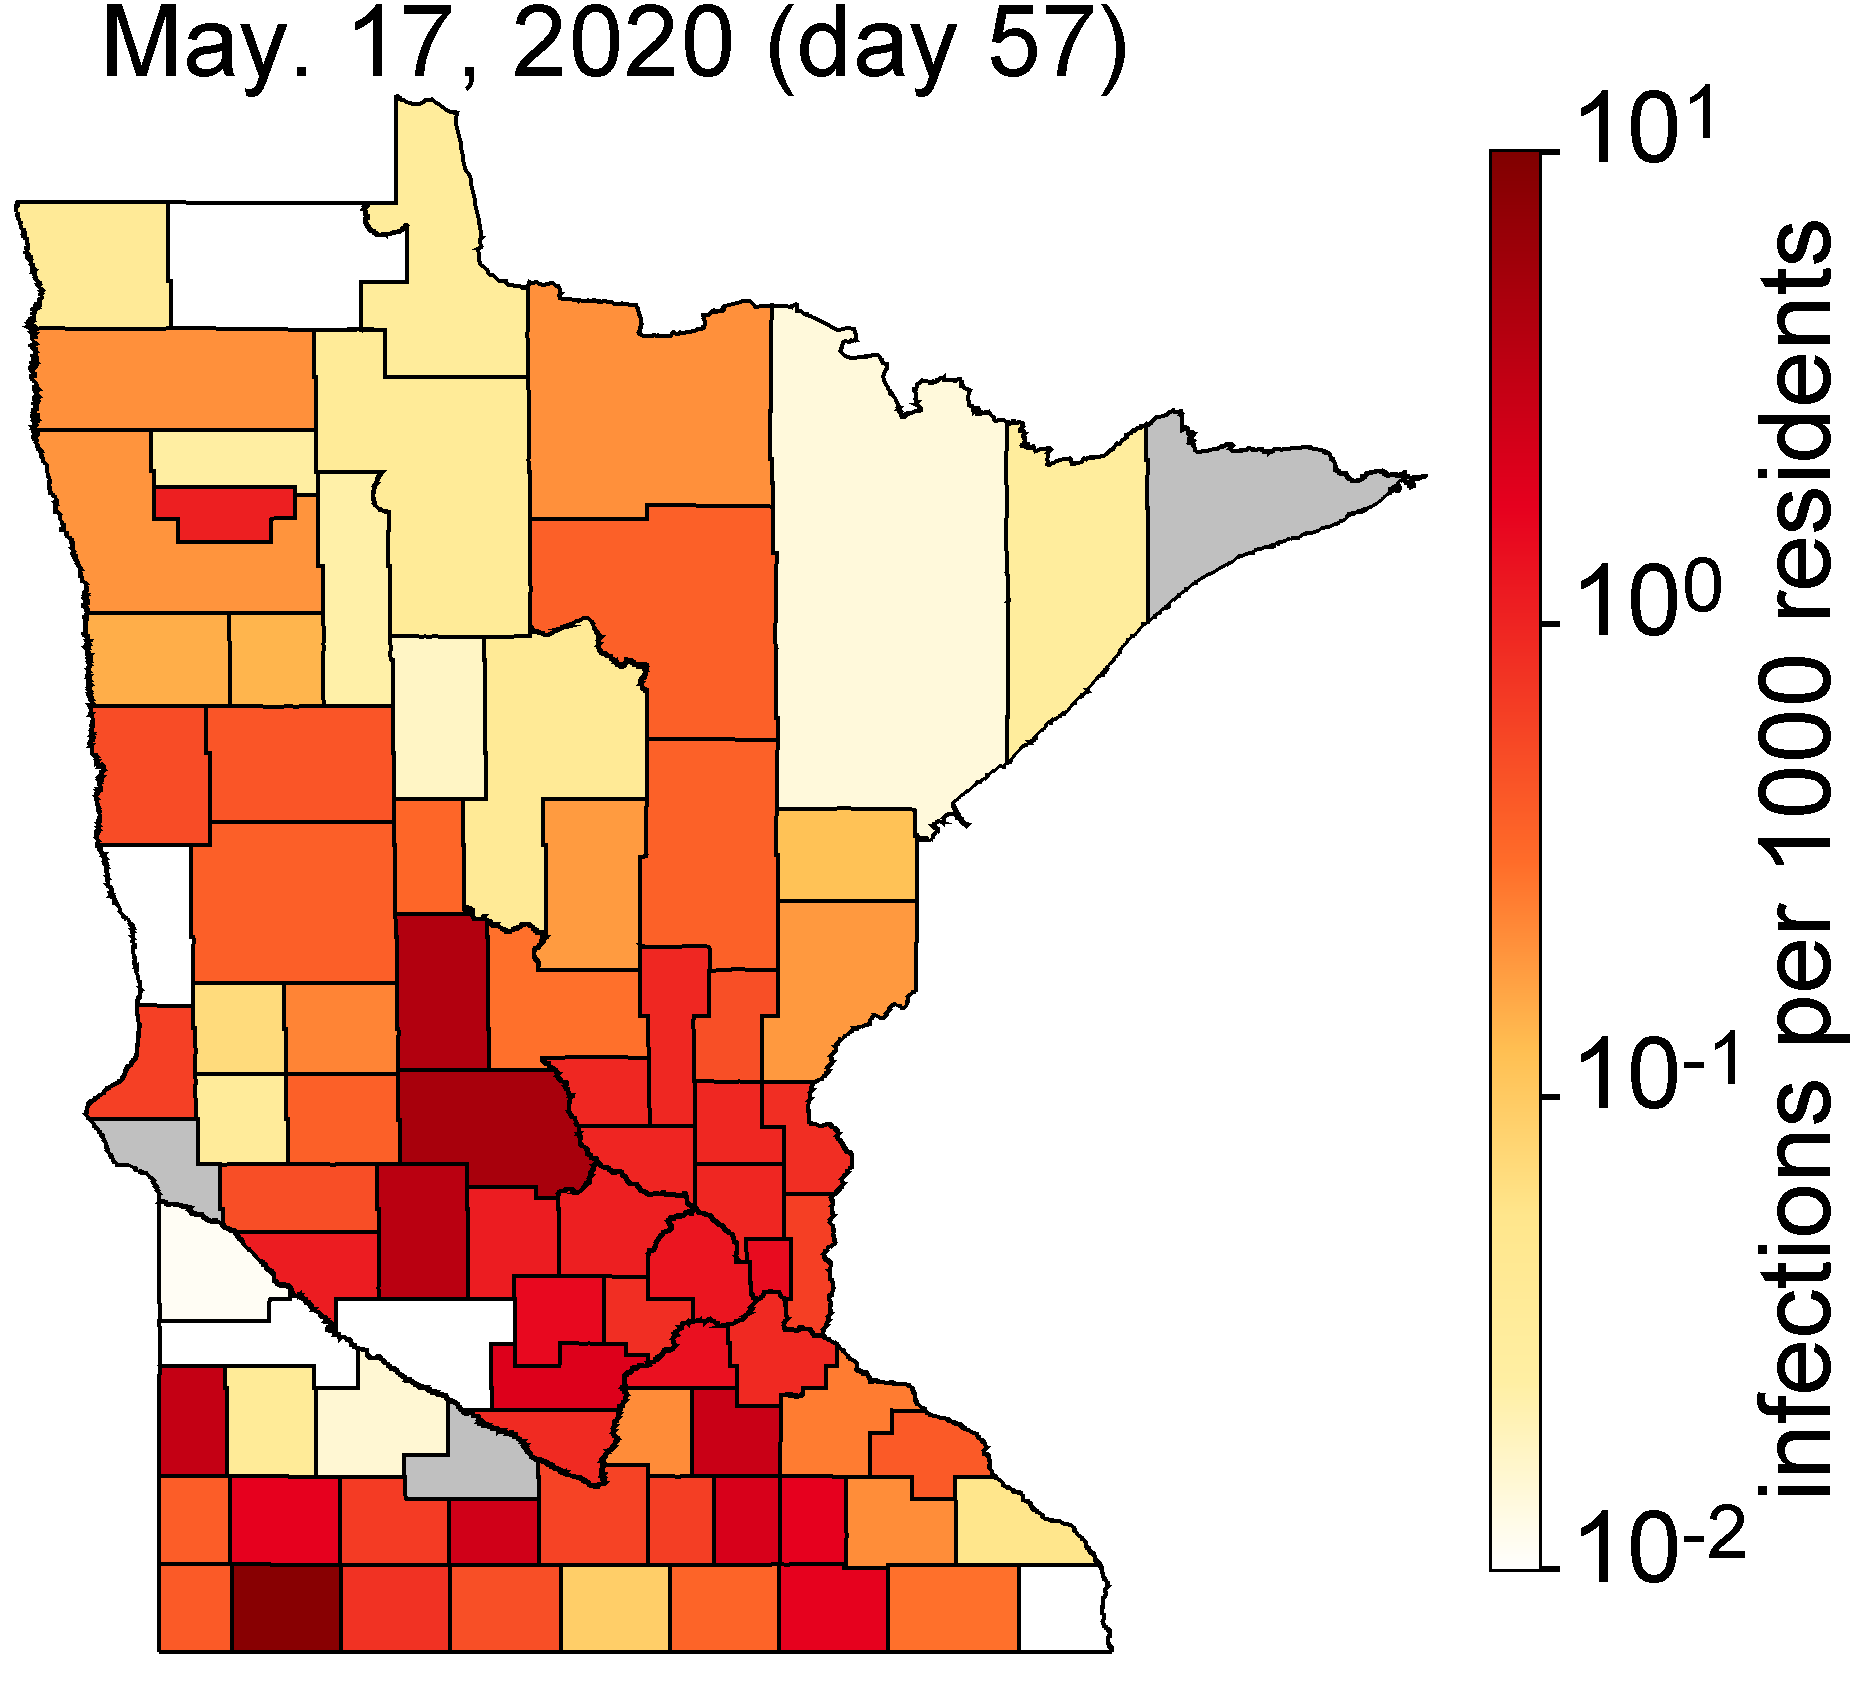 May. 17, 2020 (day 57)
10¹
10⁰
10⁻¹
10⁻²
infections per 1000 residents